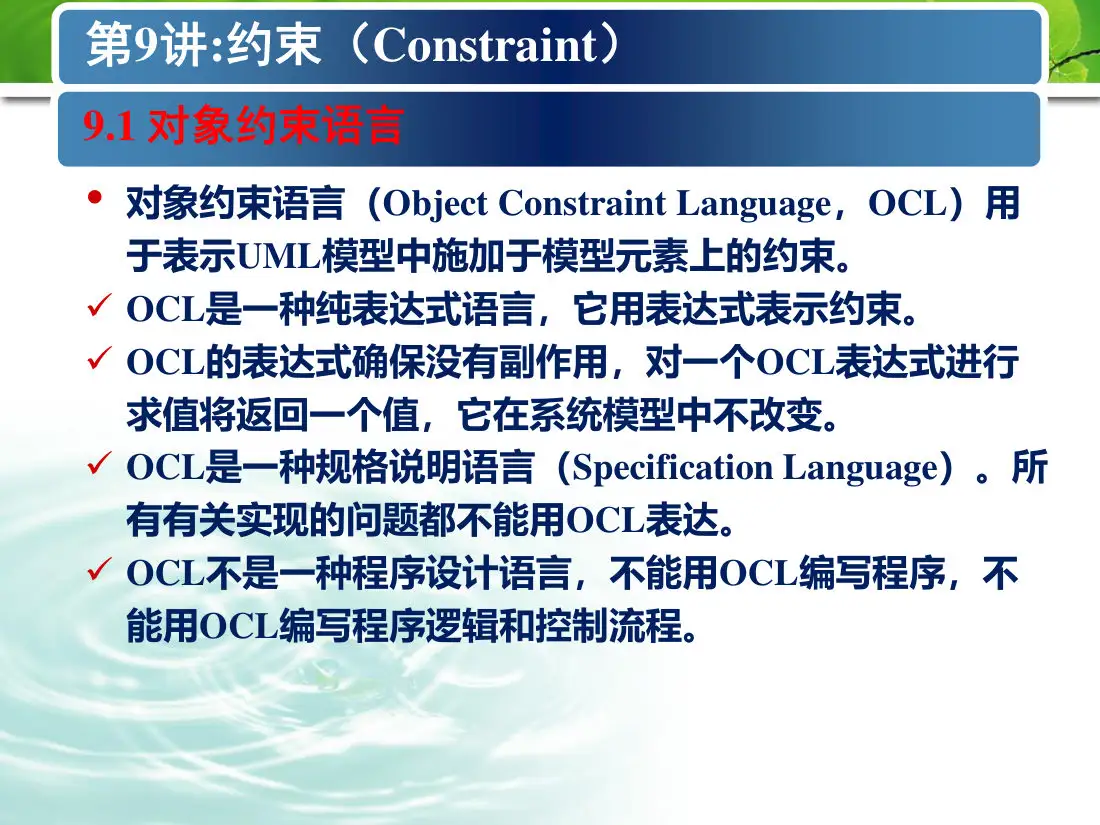 第9讲:约束（Constraint）
9.1 对象约束语言
• 对象约束语言（Object Constraint Language，OCL）用
于表示UML模型中施加于模型元素上的约束。
✓ OCL是一种纯表达式语言，它用表达式表示约束。
✓ OCL的表达式确保没有副作用，对一个OCL表达式进行
求值将返回一个值，它在系统模型中不改变。
✓ OCL是一种规格说明语言（Specification Language）。所
有有关实现的问题都不能用OCL表达。
✓ OCL不是一种程序设计语言，不能用OCL编写程序，不
能用OCL编写程序逻辑和控制流程。